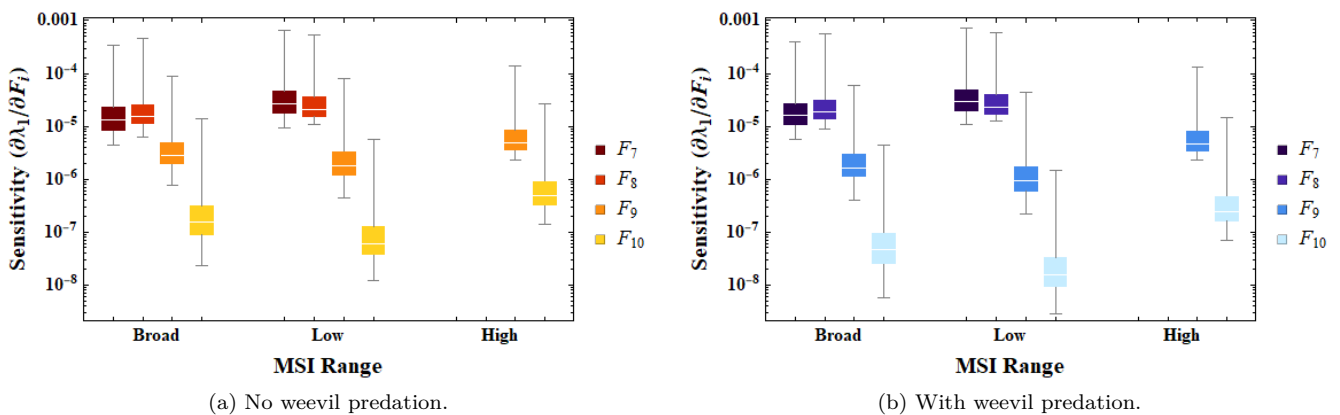 0.001
10⁻⁴
10⁻⁵
10⁻⁶
10⁻⁷
10⁻⁸
Sensitivity (∂λ₁/∂Fᵢ)
Broad
Low
High
MSI Range
F₇
F₈
F₉
F₁₀
(a) No weevil predation.
0.001
10⁻⁴
10⁻⁵
10⁻⁶
10⁻⁷
10⁻⁸
Sensitivity (∂λ₁/∂Fᵢ)
Broad
Low
High
MSI Range
F₇
F₈
F₉
F₁₀
(b) With weevil predation.